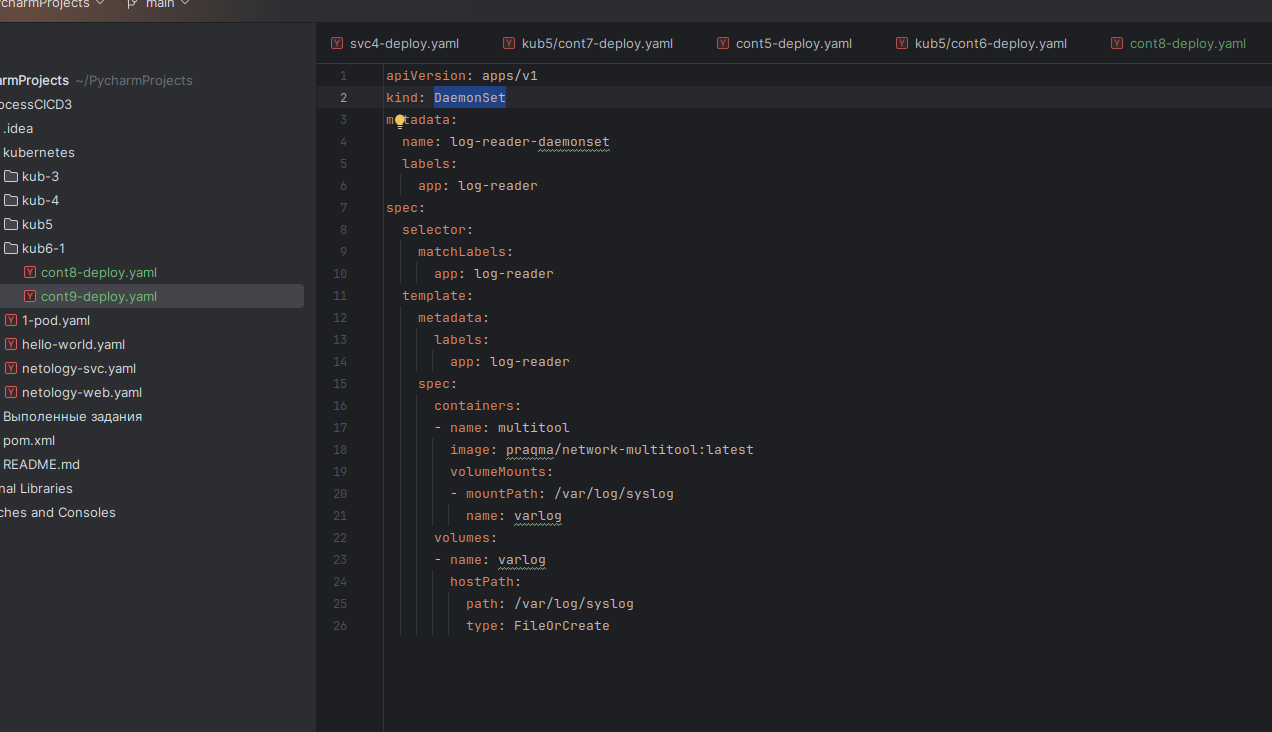 ycharmProjects main
svc4-deploy.yaml kub5/cont7-deploy.yaml cont5-deploy.yaml kub5/cont6-deploy.yaml cont8-deploy.yaml
armProjects ~/PycharmProjects
ocessCICD3
.idea
kubernetes
kub-3
kub-4
kub5
kub6-1
cont8-deploy.yaml
cont9-deploy.yaml
1-pod.yaml
hello-world.yaml
netology-svc.yaml
netology-web.yaml
Выполенные задания
pom.xml
README.md
nal Libraries
ches and Consoles
1 apiVersion: apps/v1
2 kind: DaemonSet
3 metadata:
4 name: log-reader-daemonset
5 labels:
6 app: log-reader
7 spec:
8 selector:
9 matchLabels:
10 app: log-reader
11 template:
12 metadata:
13 labels:
14 app: log-reader
15 spec:
16 containers:
17 - name: multitool
18 image: praqma/network-multitool:latest
19 volumeMounts:
20 - mountPath: /var/log/syslog
21 name: varlog
22 volumes:
23 - name: varlog
24 hostPath:
25 path: /var/log/syslog
26 type: FileOrCreate